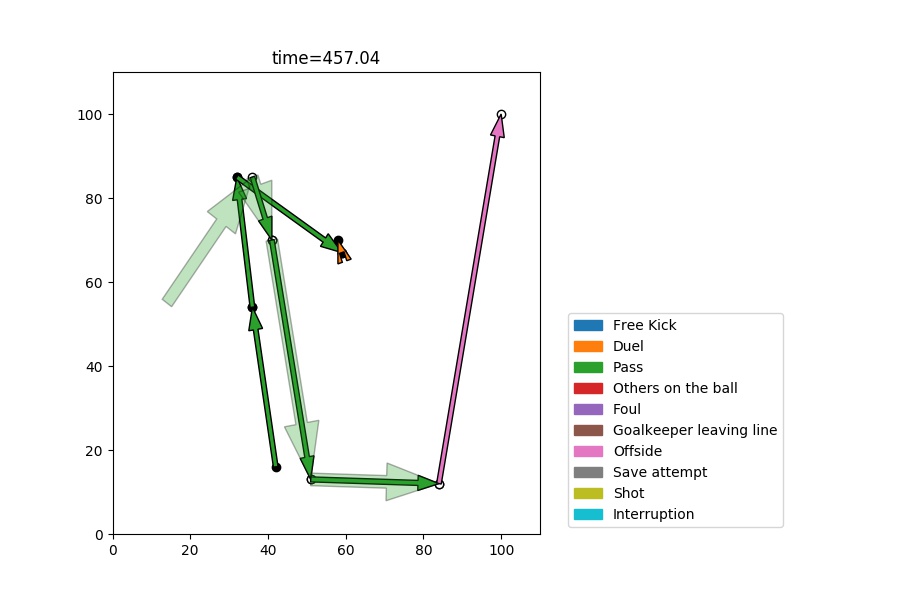 time=457.04
100
80
60
40
20
0
0 20 40 60 80 100
Free Kick
Duel
Pass
Others on the ball
Foul
Goalkeeper leaving line
Offside
Save attempt
Shot
Interruption